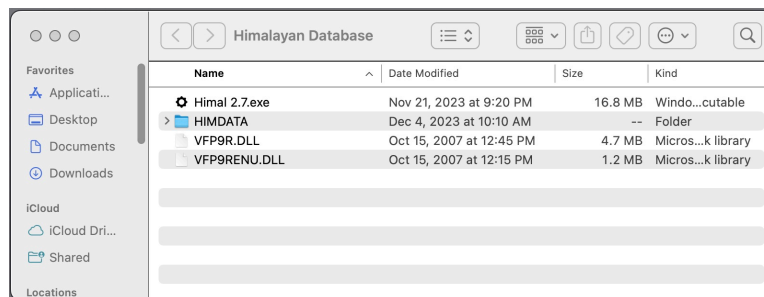 Himalayan Database
Favorites
Applicati...
Desktop
Documents
Downloads
iCloud
iCloud Dri...
Shared
Locations
Name Date Modified Size Kind
Himal 2.7.exe Nov 21, 2023 at 9:20 PM 16.8 MB Windo...cutable
HIMDATA Dec 4, 2023 at 10:10 AM -- Folder
VFP9R.DLL Oct 15, 2007 at 12:45 PM 4.7 MB Micros...k library
VFP9RENU.DLL Oct 15, 2007 at 12:15 PM 1.2 MB Micros...k library